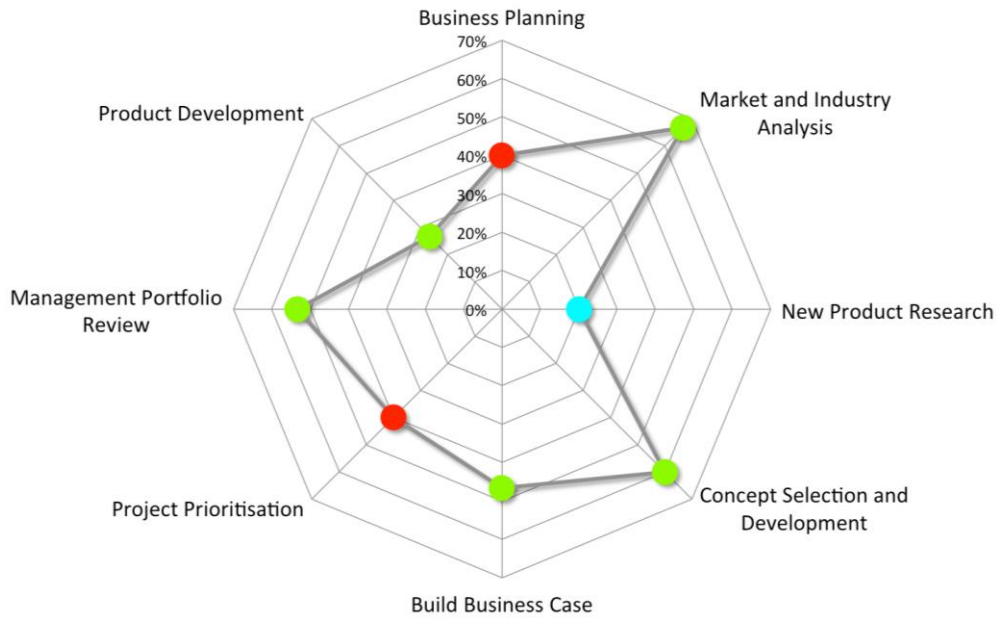 Business Planning
70%
60%
50%
40%
30%
20%
10%
0%
Market and Industry
Analysis
New Product Research
Concept Selection and
Development
Build Business Case
Project Prioritisation
Management Portfolio
Review
Product Development